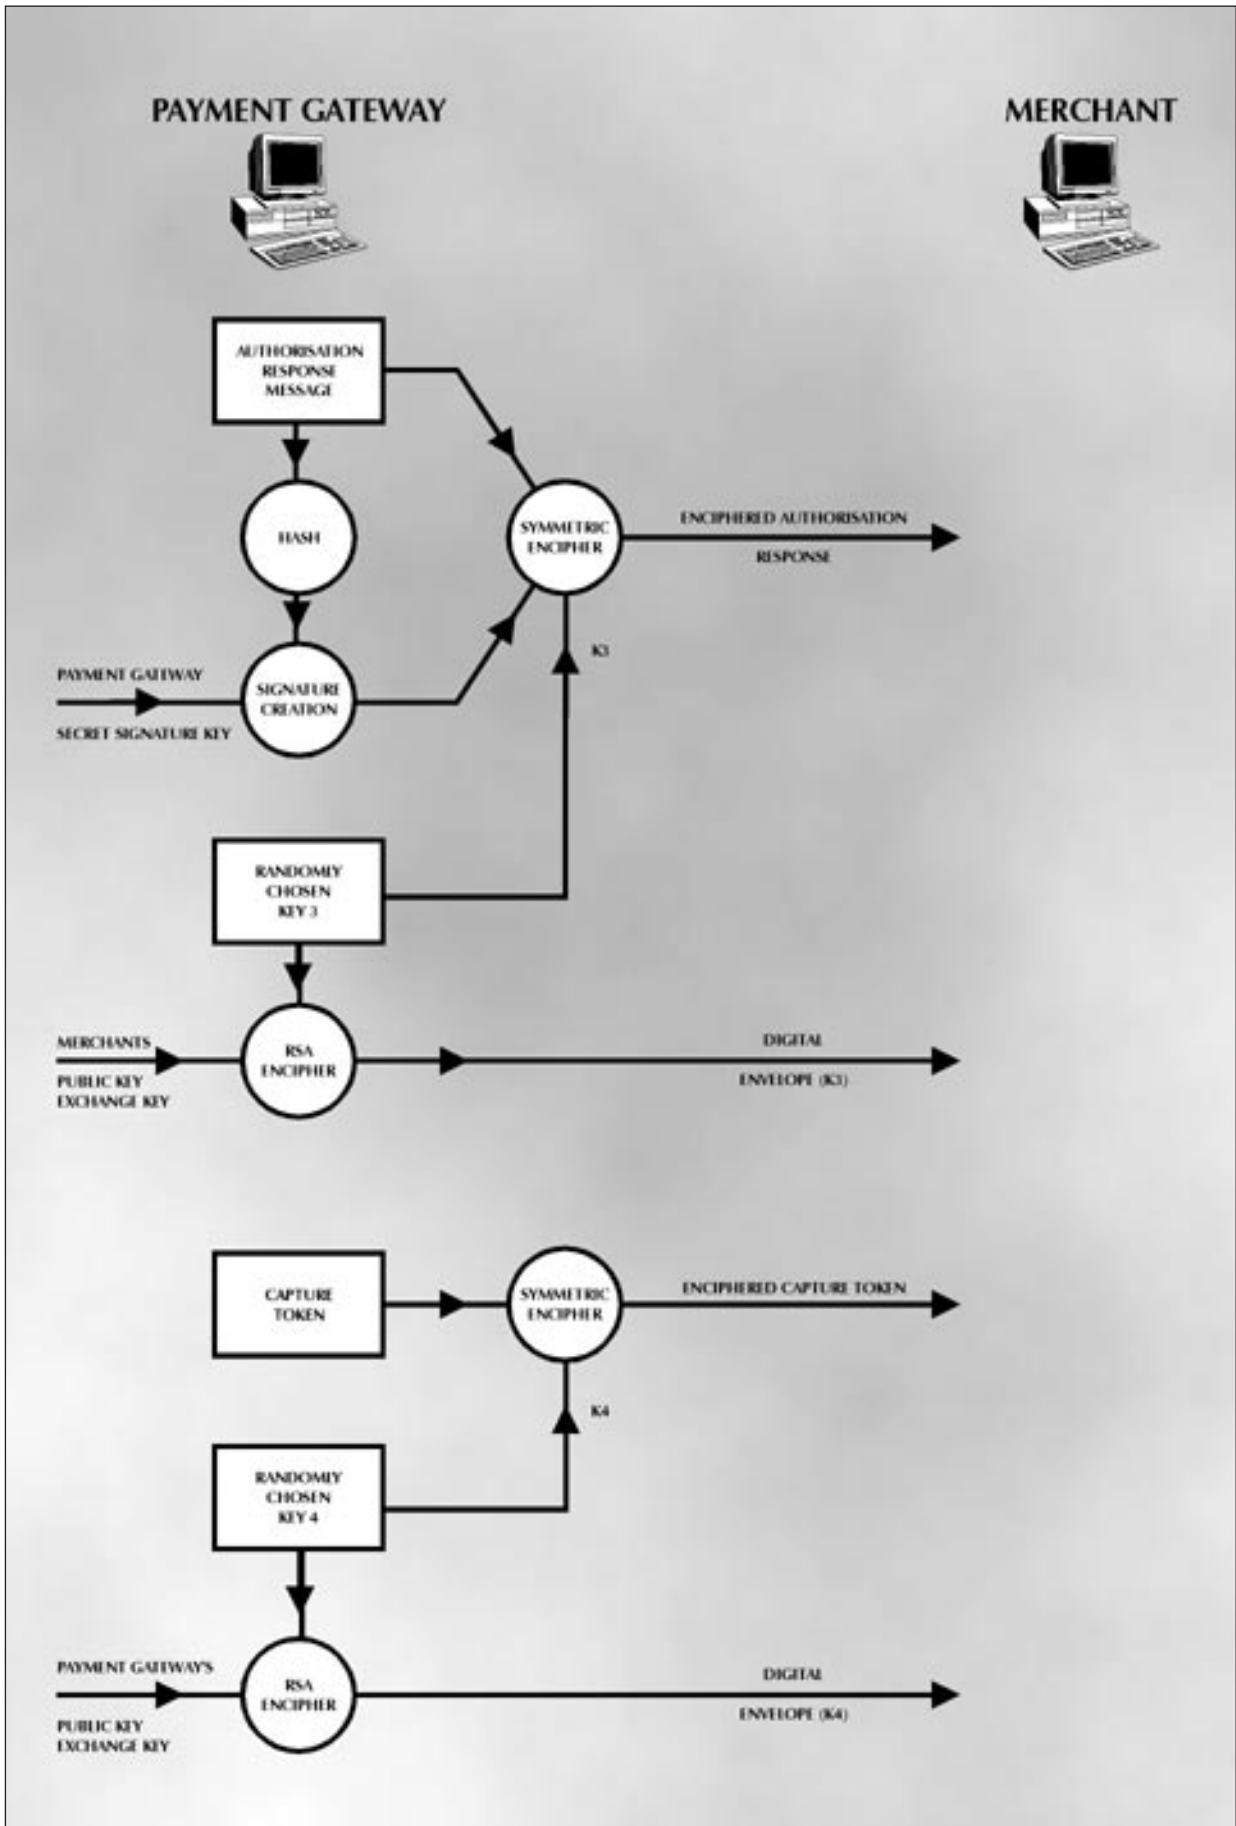 PAYMENT GATEWAY
MERCHANT
AUTHORISATION
RESPONSE
MESSAGE
HASH
SYMMETRIC
ENCIPHER
ENCIPHERED AUTHORISATION
RESPONSE
K3
PAYMENT GATEWAY
SECRET SIGNATURE KEY
SIGNATURE
CREATION
RANDOMLY
CHOSEN
KEY 3
MERCHANTS
PUBLIC KEY
EXCHANGE KEY
RSA
ENCIPHER
DIGITAL
ENVELOPE (K3)
CAPTURE
TOKEN
SYMMETRIC
ENCIPHER
ENCIPHERED CAPTURE TOKEN
K4
RANDOMLY
CHOSEN
KEY 4
PAYMENT GATEWAY'S
PUBLIC KEY
EXCHANGE KEY
RSA
ENCIPHER
DIGITAL
ENVELOPE (K4)